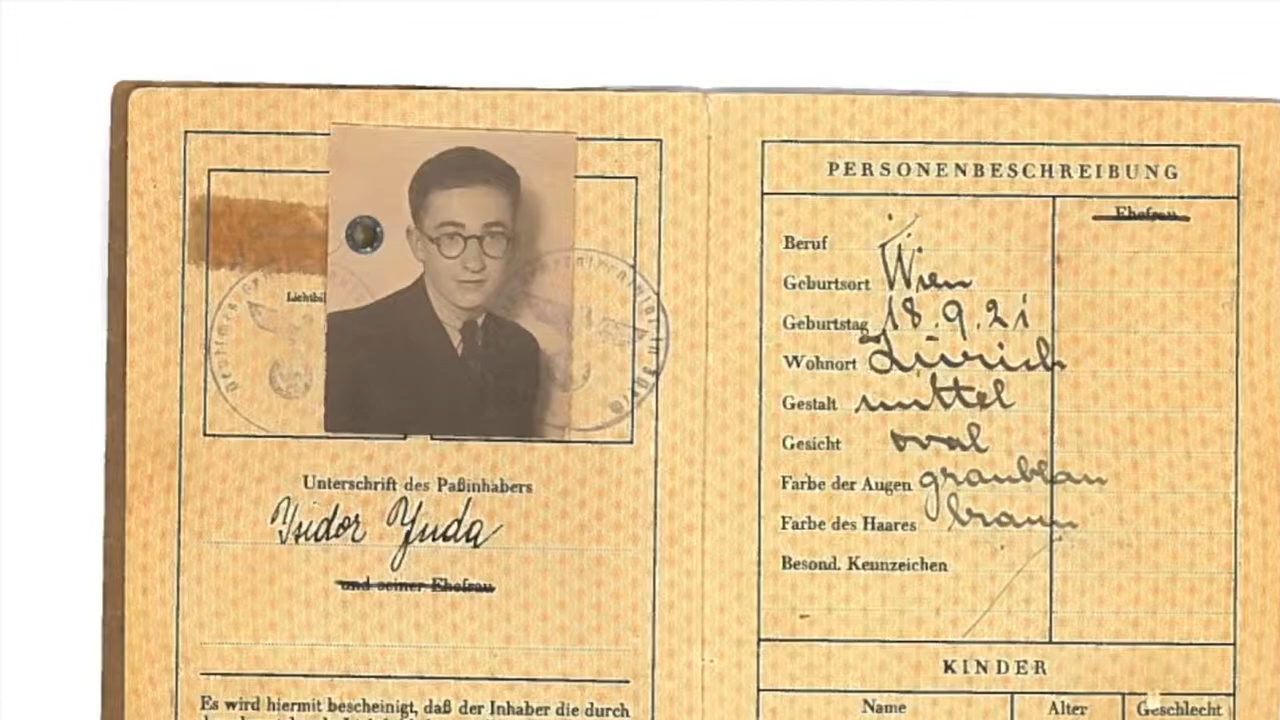 Lichtbil
Unterschrift des Paßinhabers
Isidor Juda
und seiner Ehefrau
Es wird hiermit bescheinigt, daß der Inhaber die durch
PERSONENBESCHREIBUNG
Ehefrau
Beruf
Geburtsort Wien
Geburtstag 18.9.21
Wohnort Zürich
Gestalt mittel
Gesicht oval
Farbe der Augen graublau
Farbe des Haares braun
Besond. Kennzeichen
KINDER
Name Alter Geschlecht